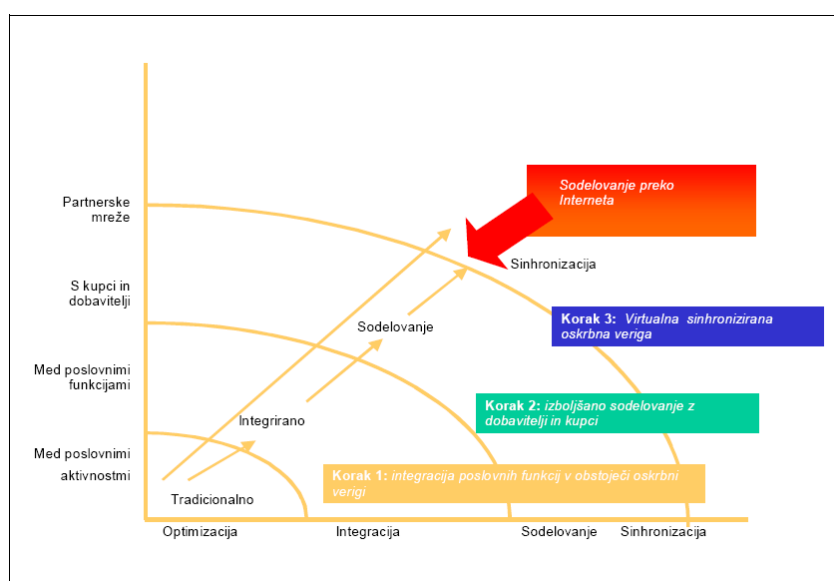 Partnerske
mreže
S kupci in
dobavitelji
Med poslovnimi
funkcijami
Med poslovnimi
aktivnostmi
Sodelovanje preko
Interneta
Sinhronizacija
Sodelovanje
Integrirano
Tradicionalno
Korak 3: Virtualna sinhronizirana
oskrbna veriga
Korak 2: izboljšano sodelovanje z
dobavitelji in kupci
Korak 1: integracija poslovnih funkcij v obstoječi oskrbni
verigi
Optimizacija
Integracija
Sodelovanje
Sinhronizacija